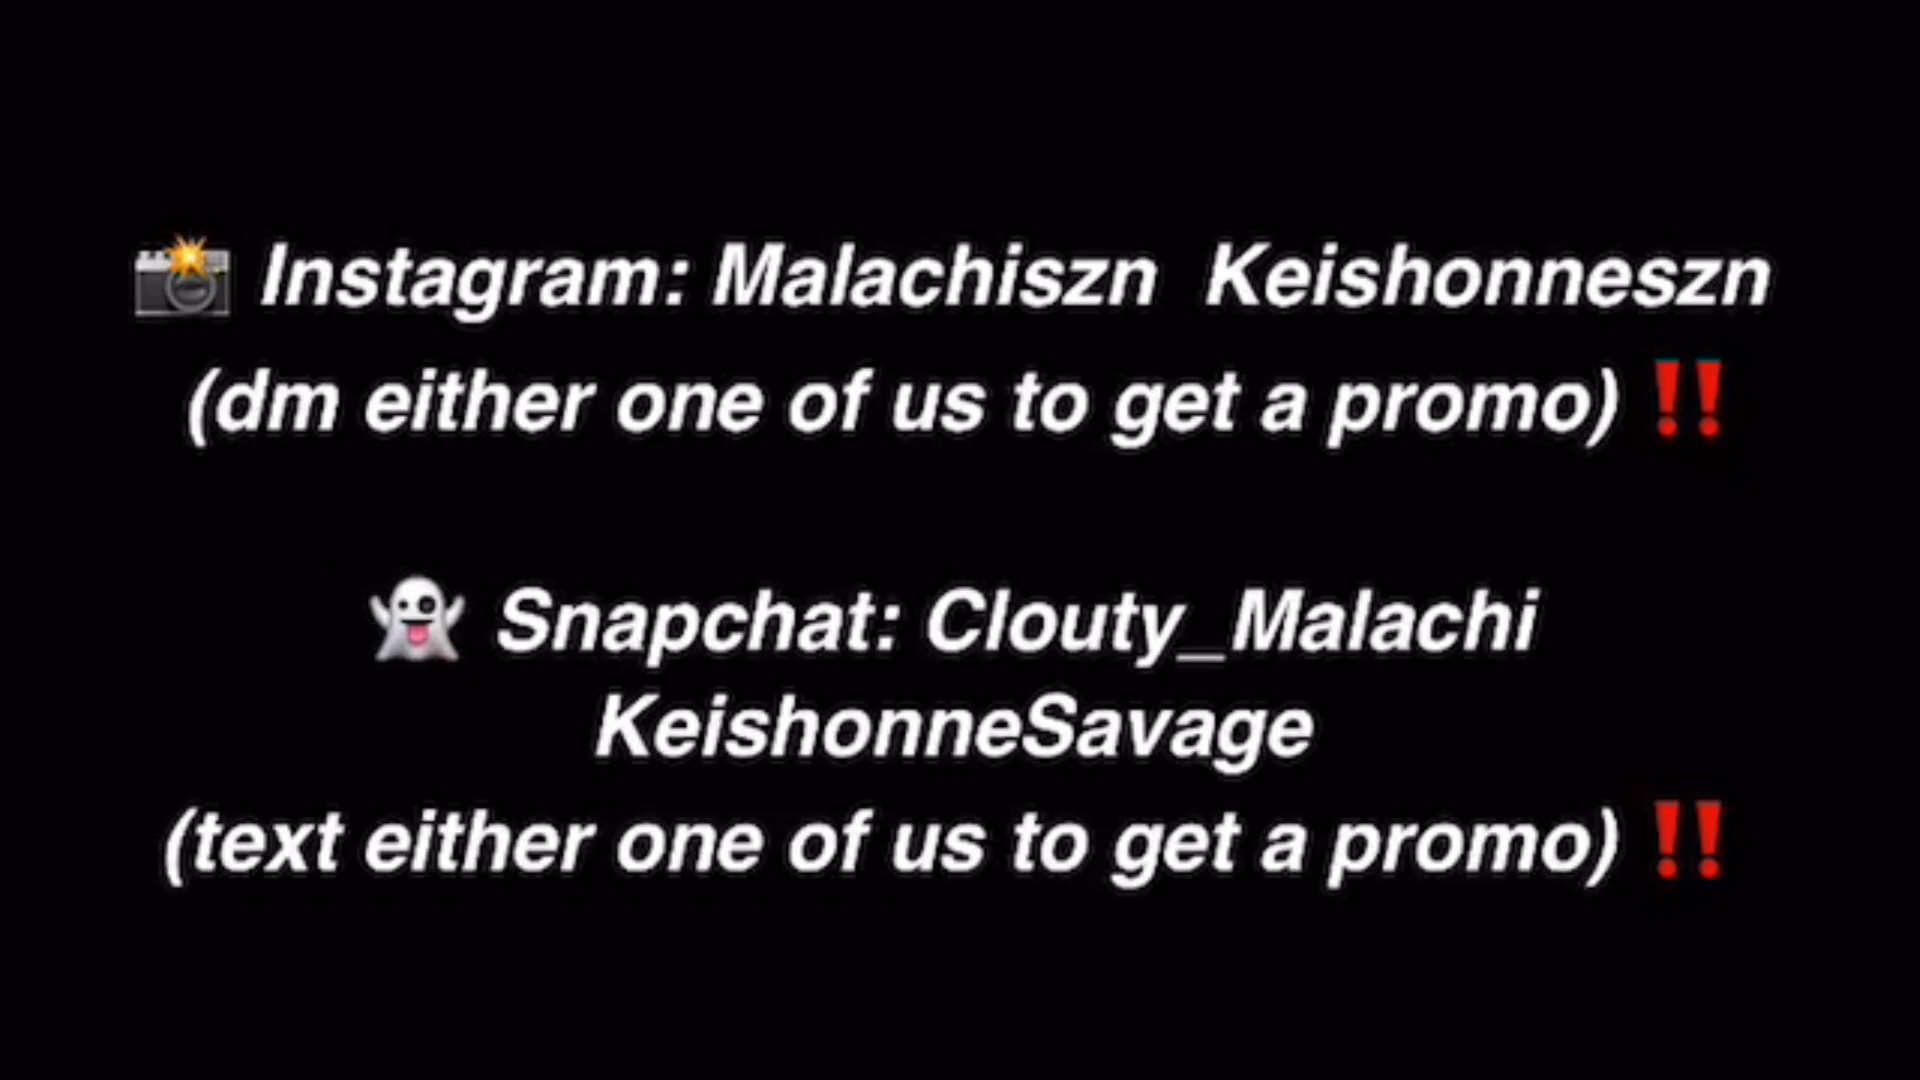 📸 Instagram: Malachiszn  Keishonneszn
(dm either one of us to get a promo) ‼️
👻 Snapchat: Clouty_Malachi
KeishonneSavage
(text either one of us to get a promo) ‼️